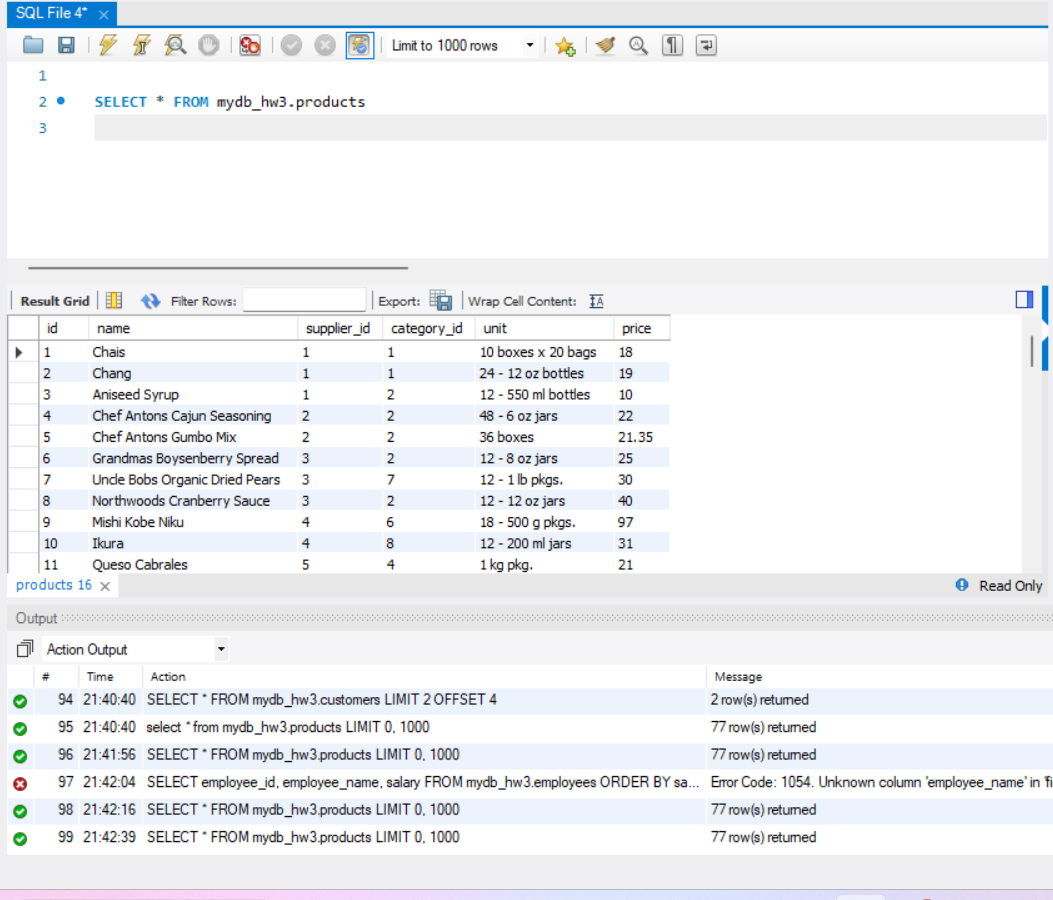 SQL File 4*
Limit to 1000 rows
1
2 SELECT * FROM mydb_hw3.products
3
Result Grid Filter Rows: Export: Wrap Cell Content:
id name supplier_id category_id unit price
1 Chais 1 1 10 boxes x 20 bags 18
2 Chang 1 1 24 - 12 oz bottles 19
3 Aniseed Syrup 1 2 12 - 550 ml bottles 10
4 Chef Antons Cajun Seasoning 2 2 48 - 6 oz jars 22
5 Chef Antons Gumbo Mix 2 2 36 boxes 21.35
6 Grandmas Boysenberry Spread 3 2 12 - 8 oz jars 25
7 Uncle Bobs Organic Dried Pears 3 7 12 - 1 lb pkgs. 30
8 Northwoods Cranberry Sauce 3 2 12 - 12 oz jars 40
9 Mishi Kobe Niku 4 6 18 - 500 g pkgs. 97
10 Ikura 4 8 12 - 200 ml jars 31
11 Queso Cabrales 5 4 1 kg pkg. 21
products 16 Read Only
Output
Action Output
# Time Action Message
94 21:40:40 SELECT * FROM mydb_hw3.customers LIMIT 2 OFFSET 4 2 row(s) returned
95 21:40:40 select * from mydb_hw3.products LIMIT 0, 1000 77 row(s) returned
96 21:41:56 SELECT * FROM mydb_hw3.products LIMIT 0, 1000 77 row(s) returned
97 21:42:04 SELECT employee_id, employee_name, salary FROM mydb_hw3.employees ORDER BY sa... Error Code: 1054. Unknown column 'employee_name' in 'fi
98 21:42:16 SELECT * FROM mydb_hw3.products LIMIT 0, 1000 77 row(s) returned
99 21:42:39 SELECT * FROM mydb_hw3.products LIMIT 0, 1000 77 row(s) returned